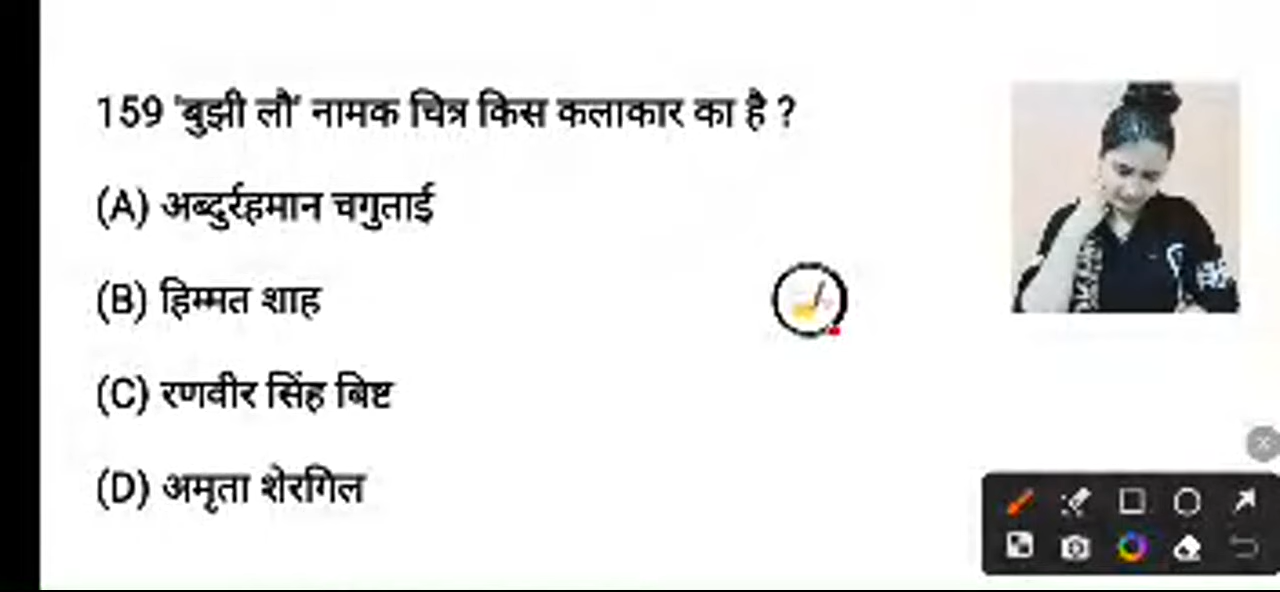 159 'बुझी लौ' नामक चित्र किस कलाकार का है ?
(A) अब्दुर्रहमान चगुताई
(B) हिम्मत शाह
(C) रणवीर सिंह बिष्ट
(D) अमृता शेरगिल